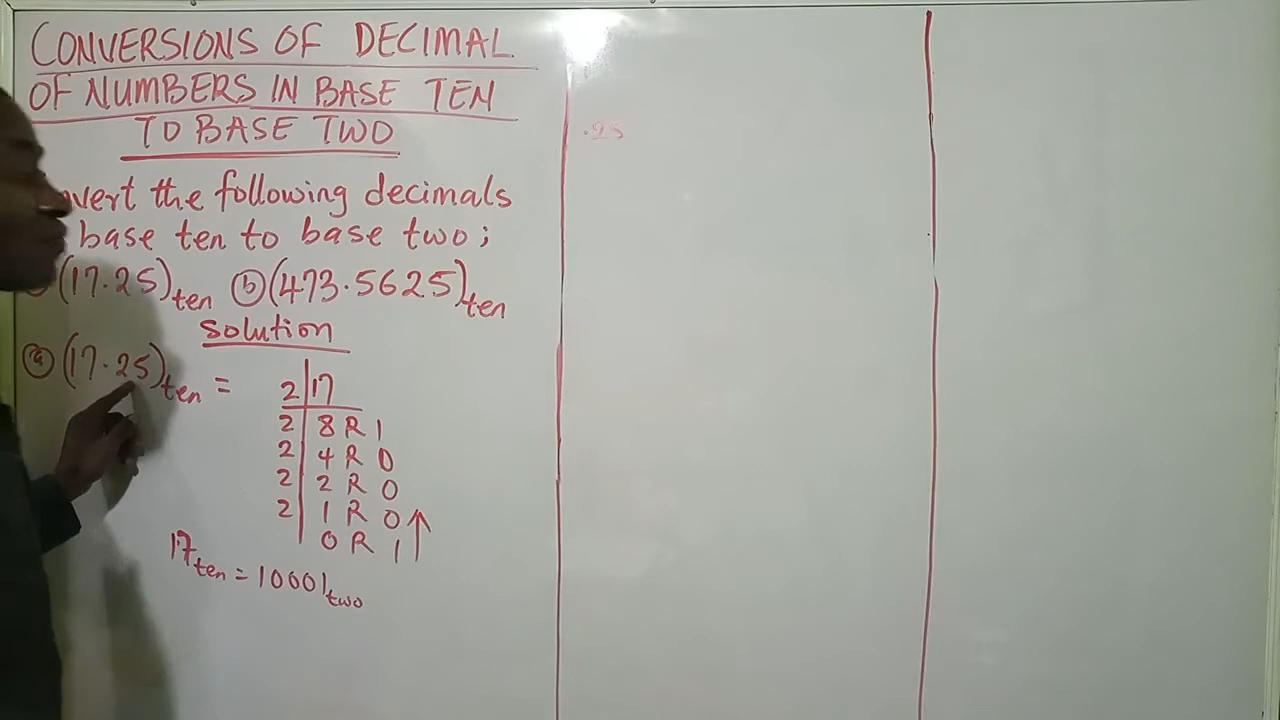 CONVERSIONS OF DECIMAL
OF NUMBERS IN BASE TEN
TO BASE TWO
the following decimals
base ten to base two;
(17.25)ten (b) (473.5625)ten
Solution
(a) (17.25)ten =
2 | 17
2 | 8 R 1
2 | 4 R 0
2 | 2 R 0
2 | 1 R 0
0 R 1
17ten = 10001two
.25